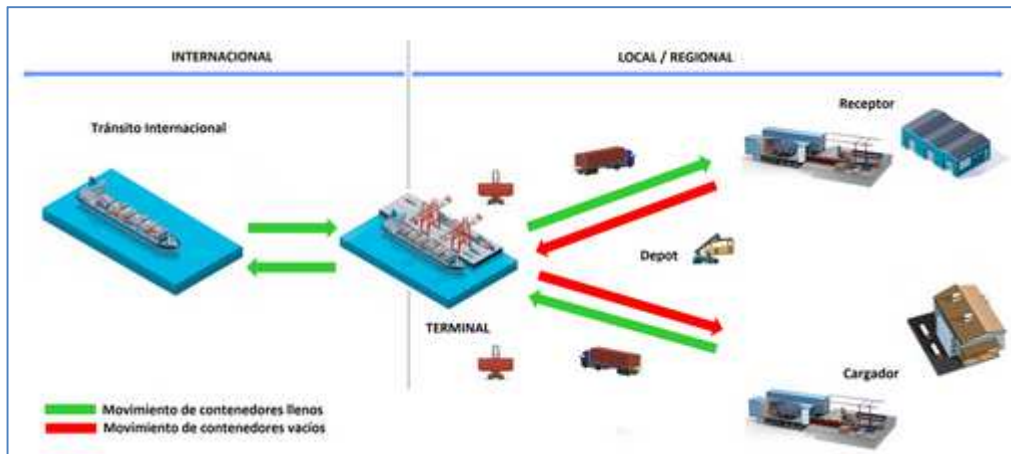 INTERNACIONAL
LOCAL / REGIONAL
Tránsito Internacional
Receptor
Depot
TERMINAL
Cargador
Movimiento de contenedores llenos
Movimiento de contenedores vacíos